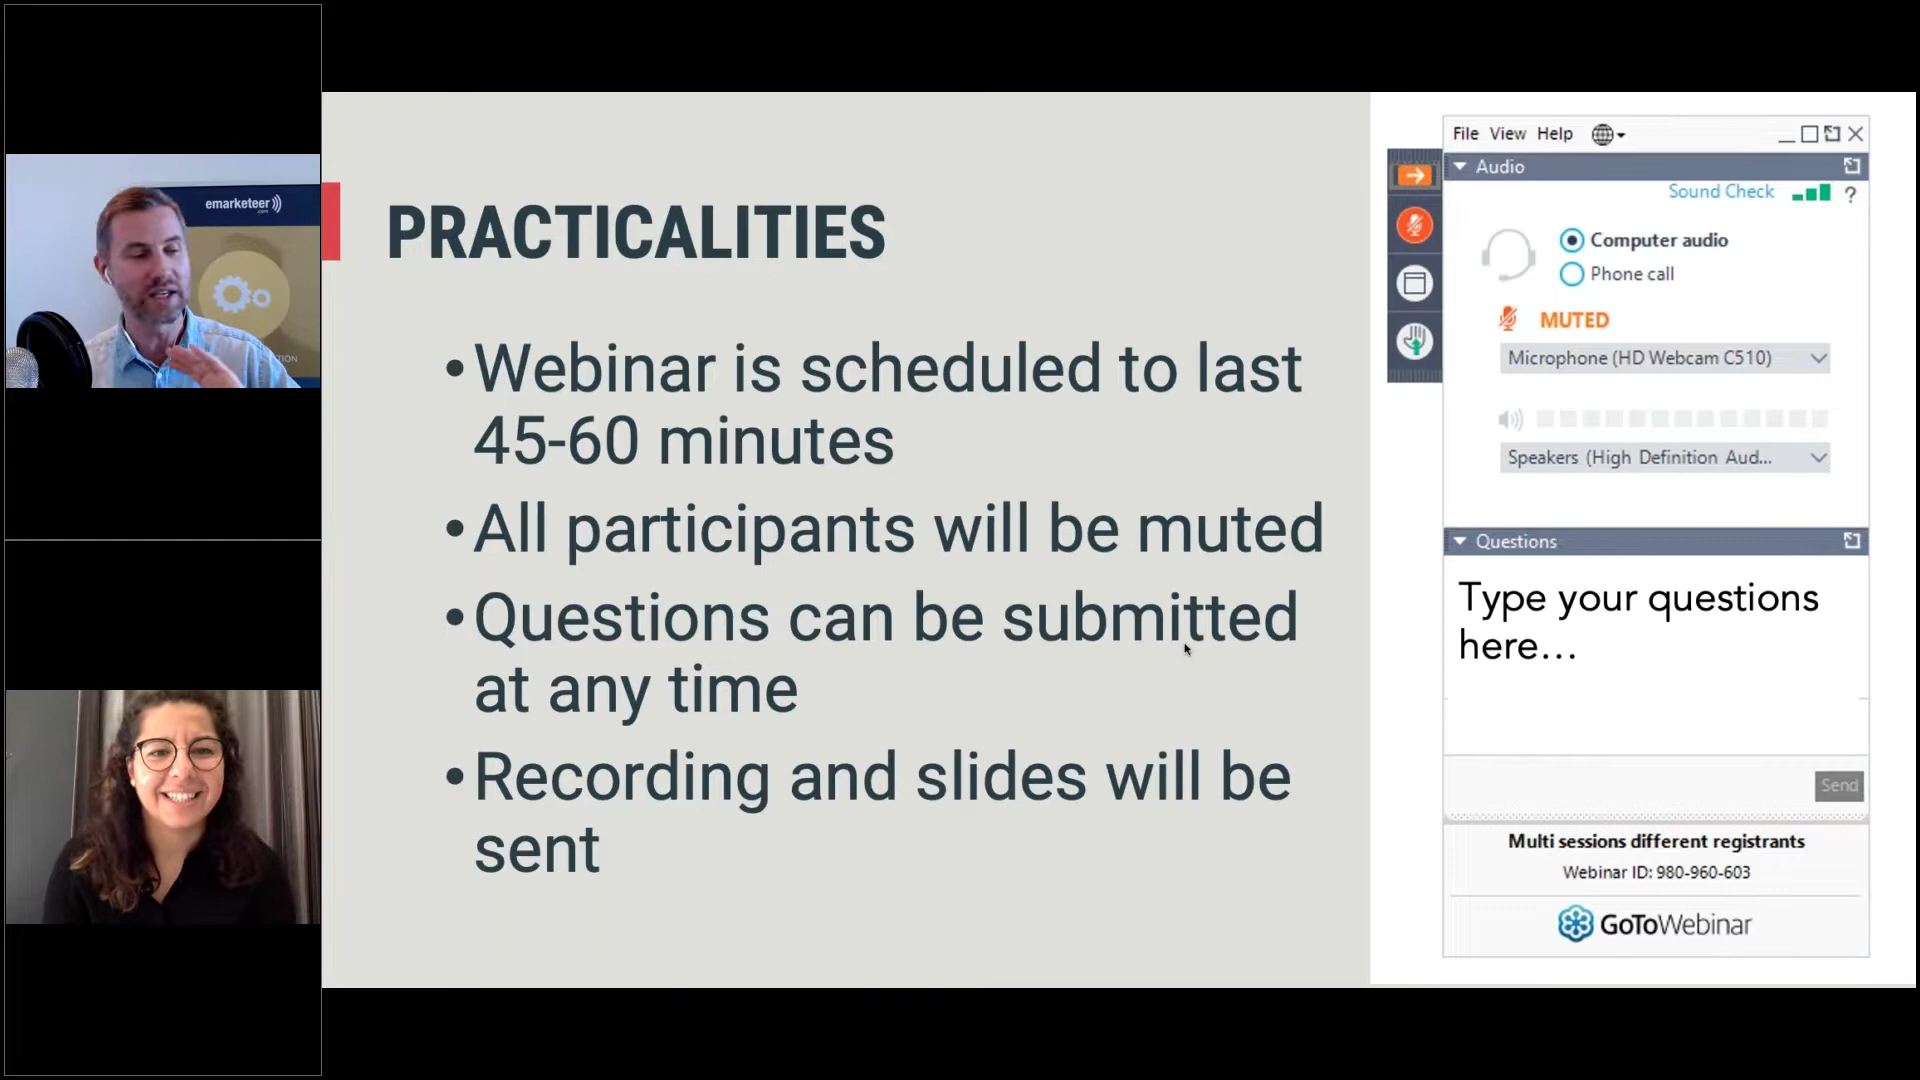 emarketeer
.com
TION
PRACTICALITIES
•Webinar is scheduled to last
45-60 minutes
•All participants will be muted
•Questions can be submitted
at any time
•Recording and slides will be
sent
File View Help
Audio
Sound Check
?
Computer audio
Phone call
MUTED
Microphone (HD Webcam C510)
Speakers (High Definition Aud...
Questions
Type your questions
here...
Send
Multi sessions different registrants
Webinar ID: 980-960-603
GoToWebinar